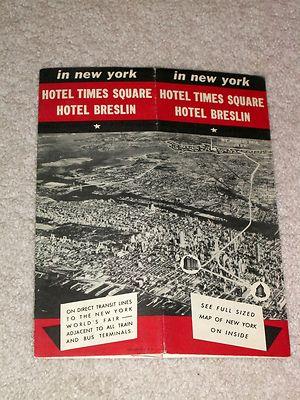 in new york
HOTEL TIMES SQUARE
HOTEL BRESLIN
ON DIRECT TRANSIT LINES
TO THE NEW YORK
WORLD'S FAIR—
ADJACENT TO ALL TRAIN
AND BUS TERMINALS.
in new york
HOTEL TIMES SQUARE
HOTEL BRESLIN
SEE FULL SIZED
MAP OF NEW YORK
ON INSIDE